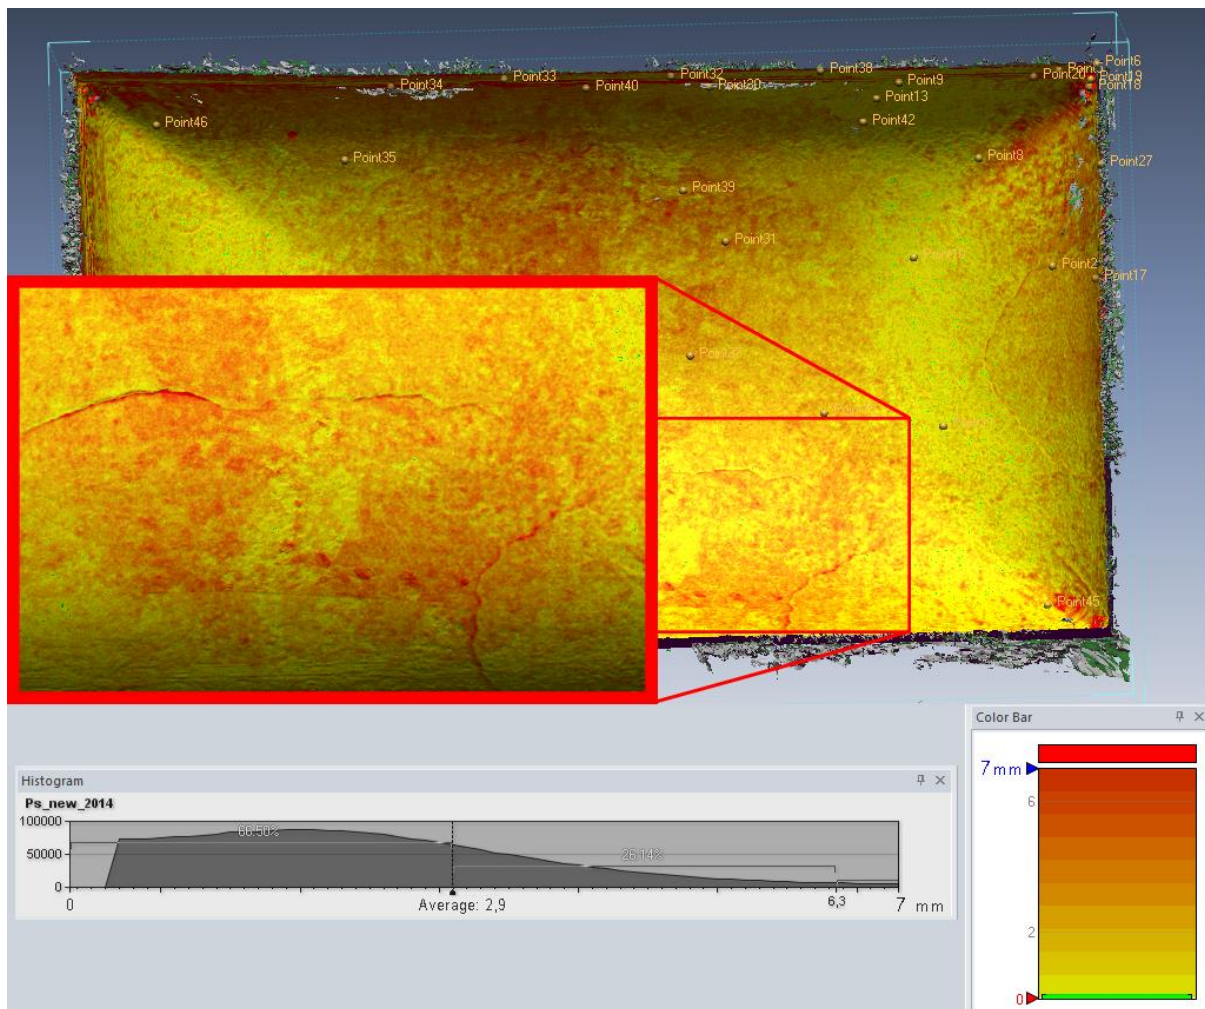 Point6
Point38
Point20
Point19
Point33
Point32
Point9
Point18
Point34
Point40
Point30
Point13
Point46
Point42
Point35
Point8
Point27
Point39
Point31
Point2
Point17
Point45
Color Bar
7 mm
6
2
0
Histogram
Ps_new_2014
100000
50000
0
66.50%
26.14%
0
Average: 2,9
6,3
7 mm